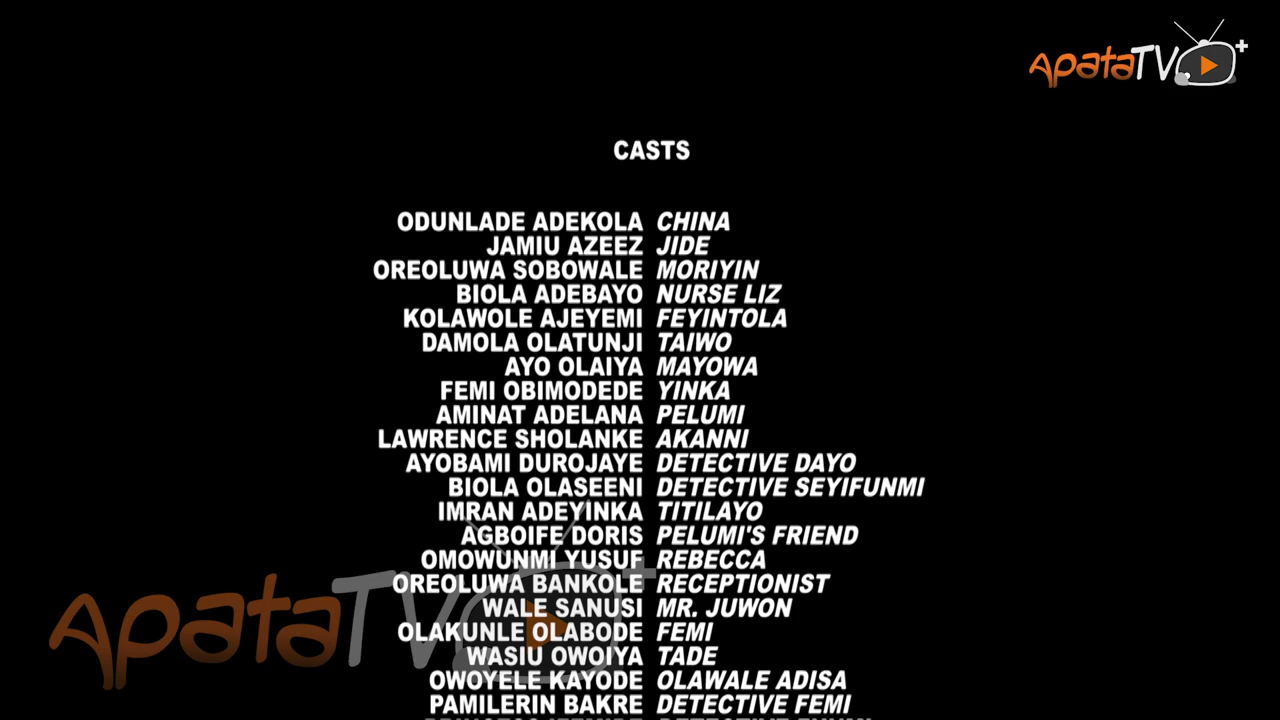 ApataTV+
CASTS
ODUNLADE ADEKOLA CHINA
JAMIU AZEEZ JIDE
OREOLUWA SOBOWALE MORIYIN
BIOLA ADEBAYO NURSE LIZ
KOLAWOLE AJEYEMI FEYINTOLA
DAMOLA OLATUNJI TAIWO
AYO OLAIYA MAYOWA
FEMI OBIMODEDE YINKA
AMINAT ADELANA PELUMI
LAWRENCE SHOLANKE AKANNI
AYOBAMI DUROJAYE DETECTIVE DAYO
BIOLA OLASEENI DETECTIVE SEYIFUNMI
IMRAN ADEYINKA TITILAYO
AGBOIFE DORIS PELUMI'S FRIEND
OMOWUNMI YUSUF REBECCA
OREOLUWA BANKOLE RECEPTIONIST
WALE SANUSI MR. JUWON
OLAKUNLE OLABODE FEMI
WASIU OWOIYA TADE
OWOYELE KAYODE OLAWALE ADISA
PAMILERIN BAKRE DETECTIVE FEMI
ApataTV+